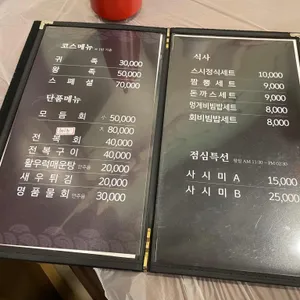 코스메뉴
귀 족 30,000
왕 족 50,000
스 페 셜 70,000
단품메뉴
모 듬 회 小 50,000
大 80,000
전 복 회 40,000
전 복 구 이 40,000
활우럭매운탕 20,000
새 우 튀 김 20,000
명 품 물 회 30,000
식사
스시정식세트 10,000
짬뽕세트 9,000
돈까스세트 9,000
멍게비빔밥세트 8,000
회비빔밥세트 8,000
점심특선
사 시 미 A 15,000
사 시 미 B 25,000